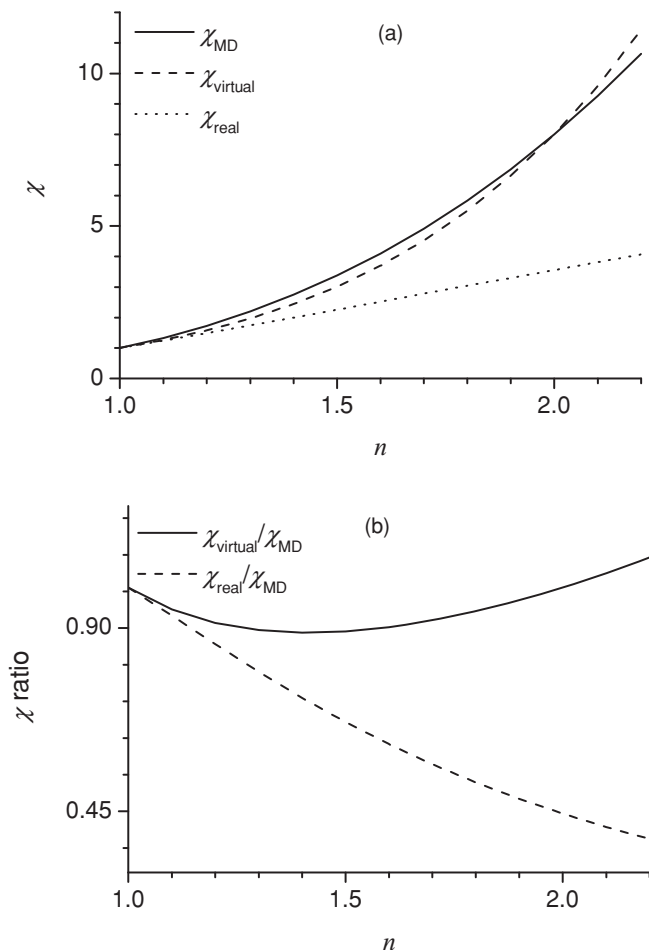 χMD
(a)
χvirtual
χreal
10
5
0
χ
1.0
1.5
2.0
n
χvirtual/χMD
(b)
χreal/χMD
0.90
0.45
χ ratio
1.0
1.5
2.0
n